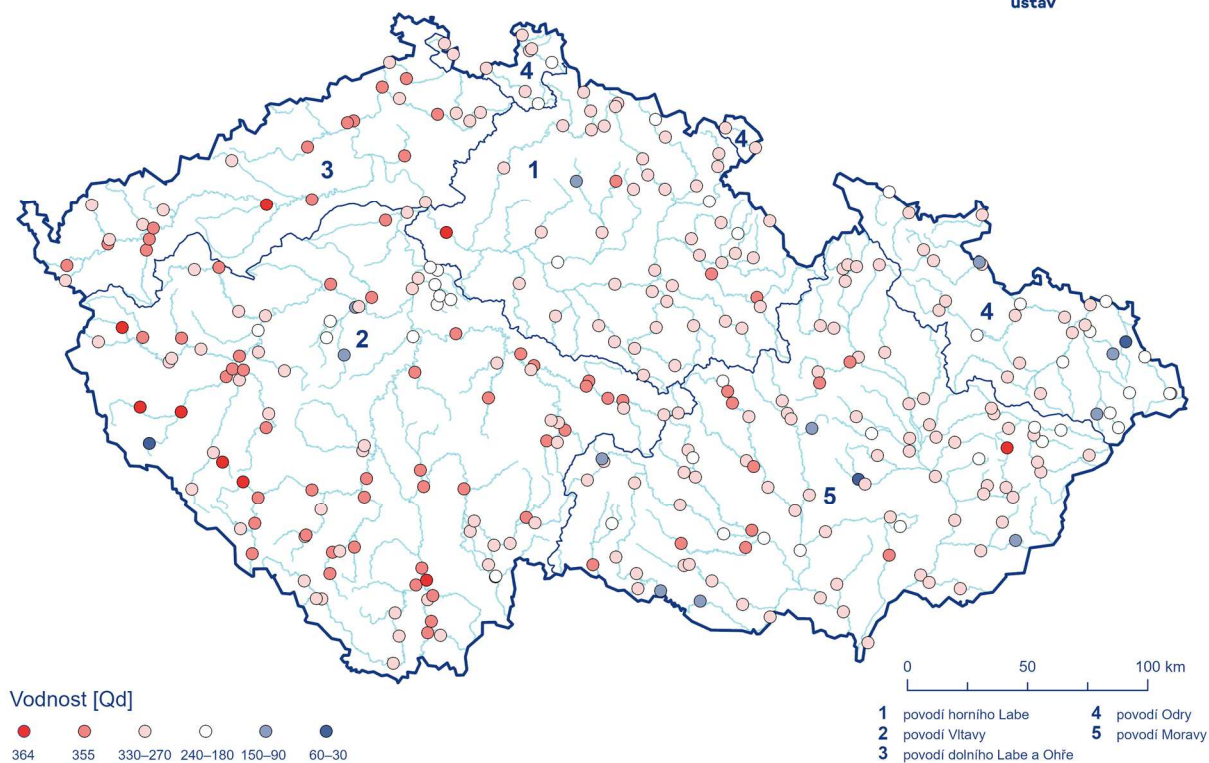 ústav
4
4
3
1
2
4
5
0 50 100 km
Vodnost [Qd]
364 355 330–270 240–180 150–90 60–30
1 povodí horního Labe
2 povodí Vltavy
3 povodí dolního Labe a Ohře
4 povodí Odry
5 povodí Moravy